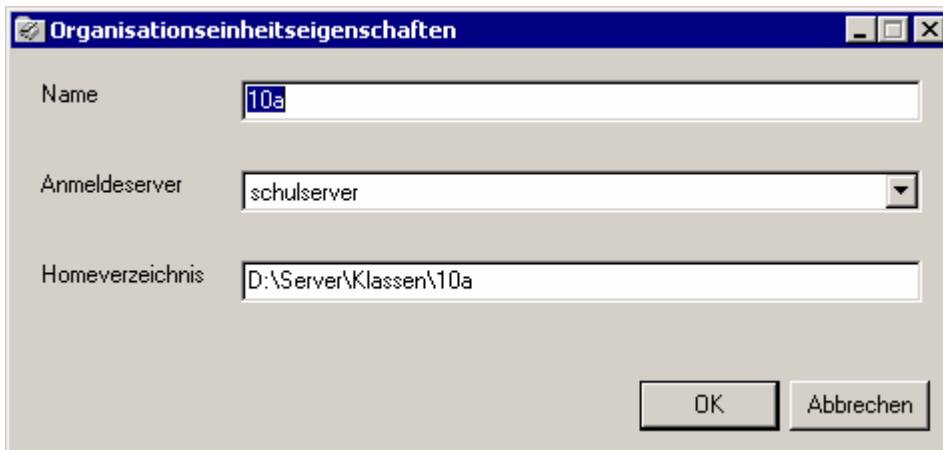 Organisationseinheitseigenschaften
Name
10a
Anmeldeserver
schulserver
Homeverzeichnis
D:\Server\Klassen\10a
OK
Abbrechen